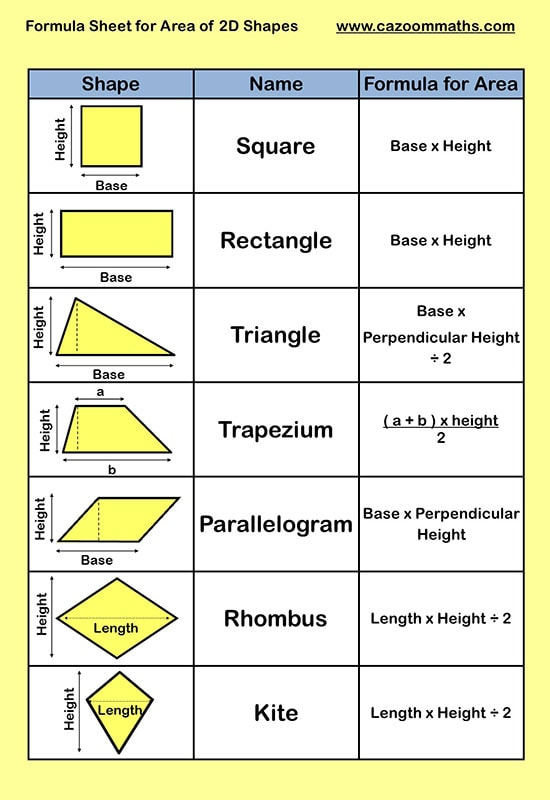 Formula Sheet for Area of 2D Shapes www.cazoommaths.com
Shape Name Formula for Area
Height
Base
Square
Base x Height
Height
Base
Rectangle
Base x Height
Height
Base
Triangle
Base x
Perpendicular Height
÷ 2
a
Height
b
Trapezium
( a + b ) x height
2
Height
Base
Parallelogram
Base x Perpendicular
Height
Height
Length
Rhombus
Length x Height ÷ 2
Height
Length
Kite
Length x Height ÷ 2